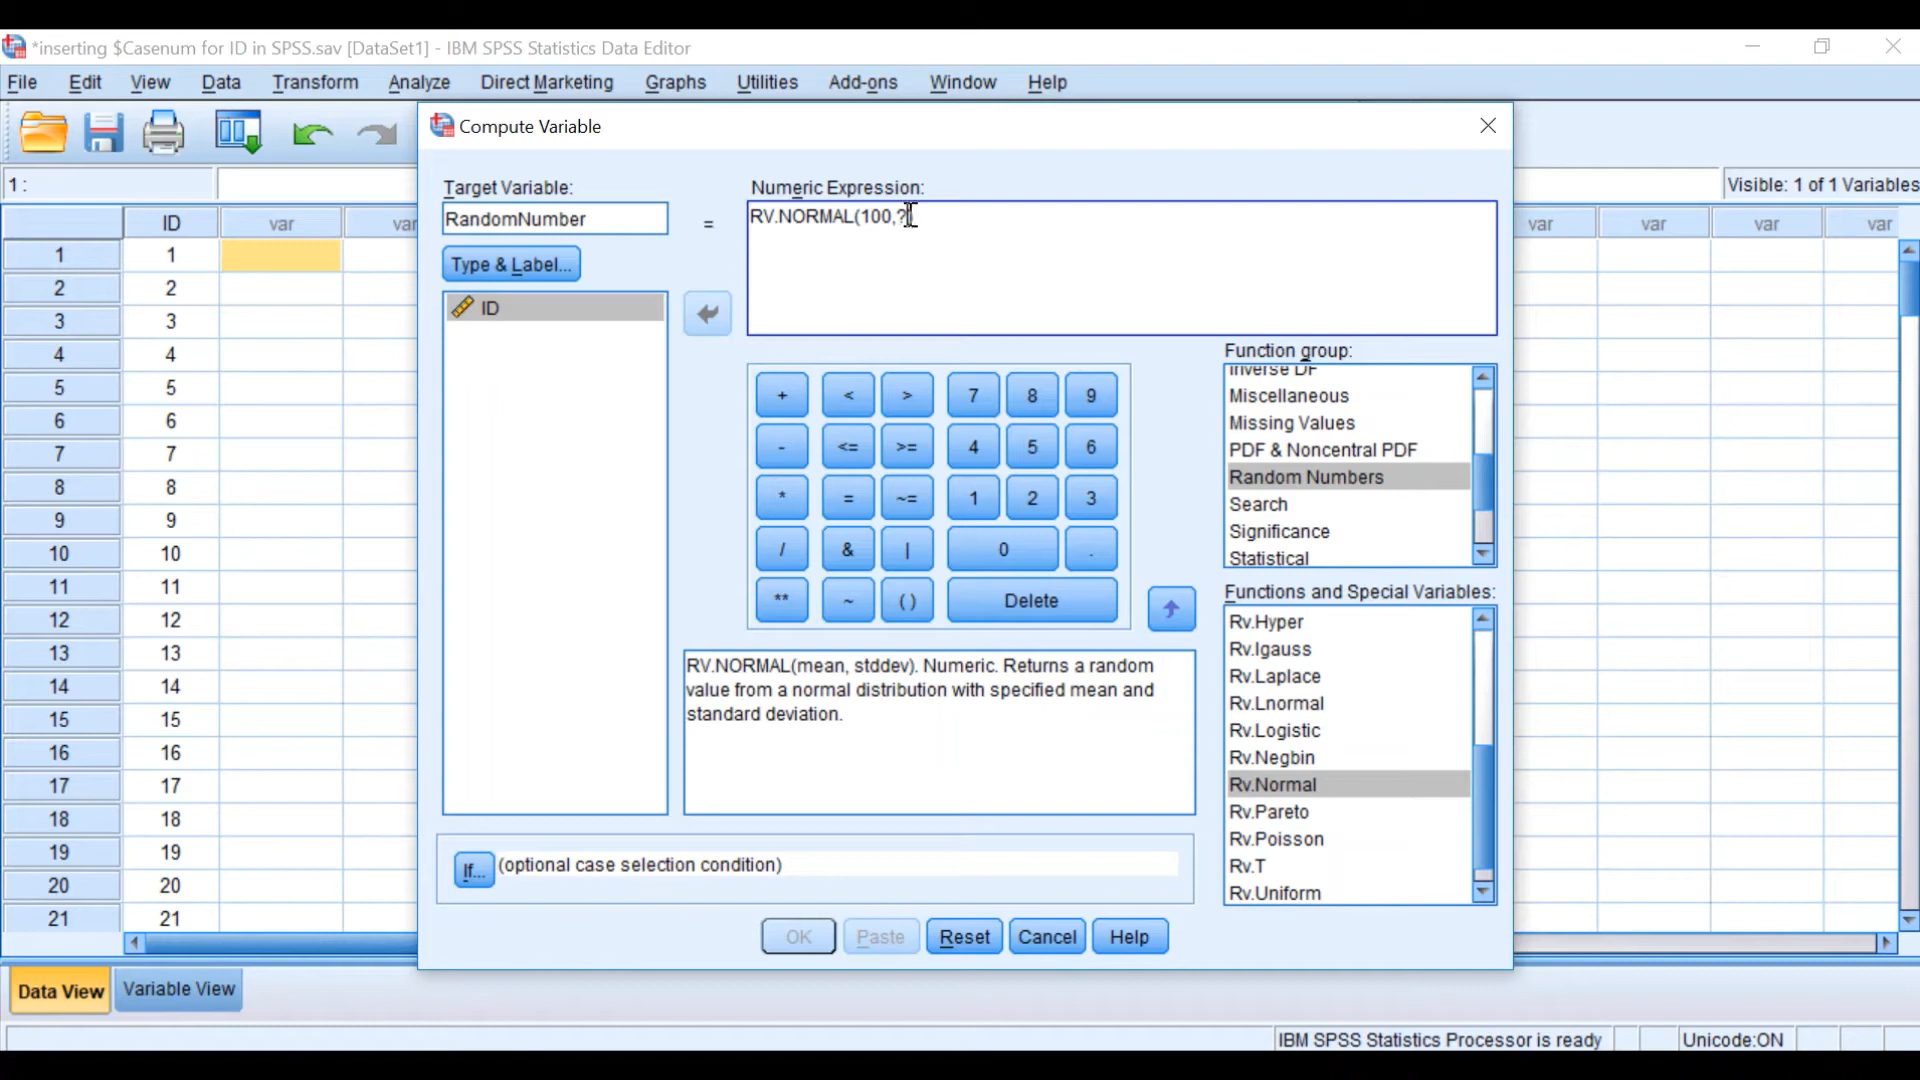 *inserting $Casenum for ID in SPSS.sav [DataSet1] - IBM SPSS Statistics Data Editor
File Edit View Data Transform Analyze Direct Marketing Graphs Utilities Add-ons Window Help
Compute Variable
1 :
Visible: 1 of 1 Variables
Target Variable:
Numeric Expression:
RandomNumber
=
RV.NORMAL(100,?)
Type & Label...
ID
ID var var var var var var
1 1
2 2
3 3
4 4
5 5
6 6
7 7
8 8
9 9
10 10
11 11
12 12
13 13
14 14
15 15
16 16
17 17
18 18
19 19
20 20
21 21
+ < > 7 8 9
- <= >= 4 5 6
* = ~= 1 2 3
/ & | 0 .
** ~ ( ) Delete
Function group:
Inverse DF
Miscellaneous
Missing Values
PDF & Noncentral PDF
Random Numbers
Search
Significance
Statistical
Functions and Special Variables:
Rv.Hyper
Rv.Igauss
Rv.Laplace
Rv.Lnormal
Rv.Logistic
Rv.Negbin
Rv.Normal
Rv.Pareto
Rv.Poisson
Rv.T
Rv.Uniform
RV.NORMAL(mean, stddev). Numeric. Returns a random
value from a normal distribution with specified mean and
standard deviation.
If... (optional case selection condition)
OK Paste Reset Cancel Help
Data View Variable View
IBM SPSS Statistics Processor is ready Unicode:ON